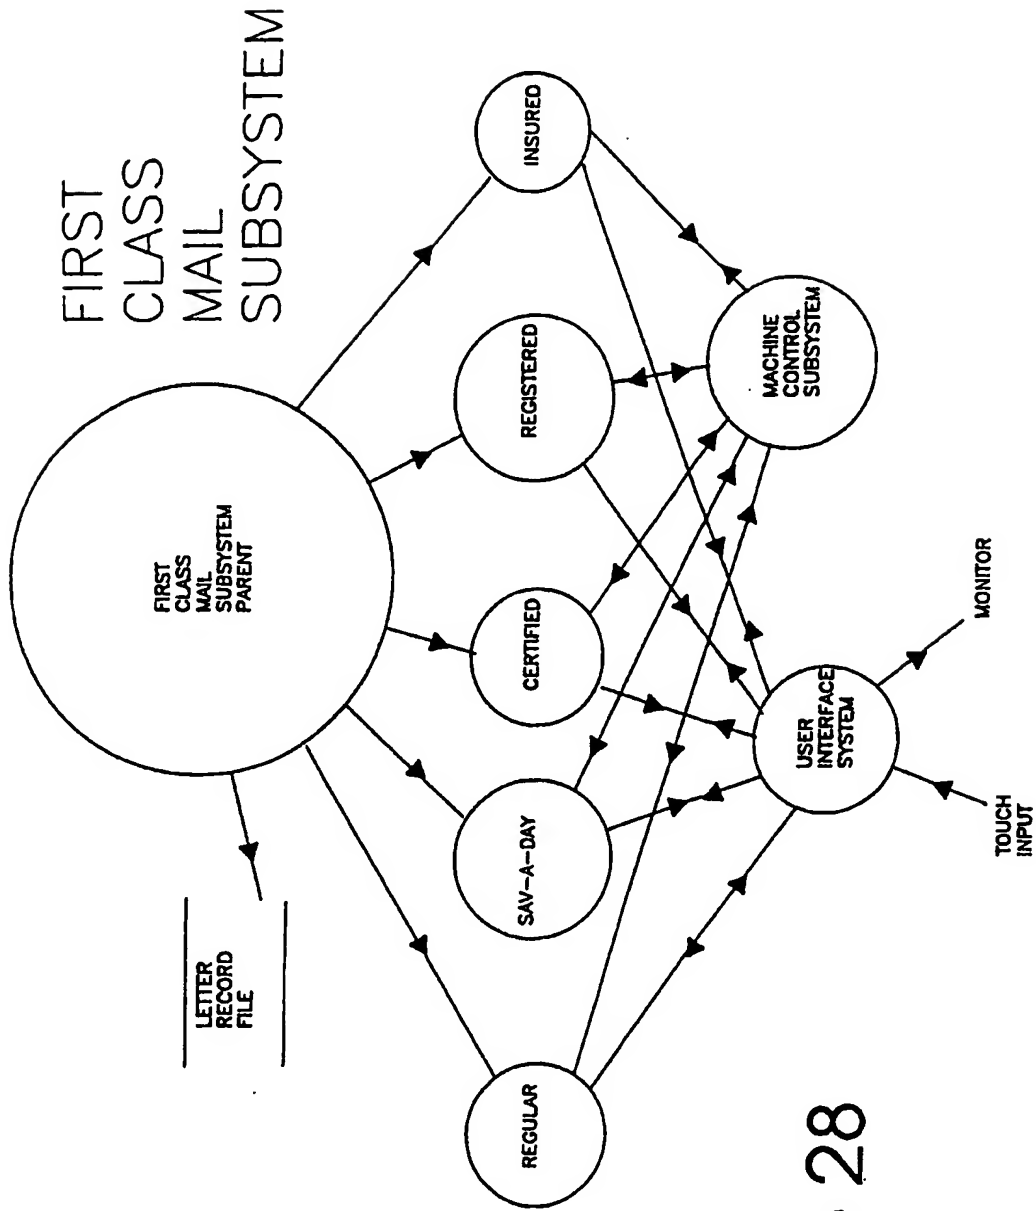 FIRST
CLASS
MAIL
SUBSYSTEM
FIRST
CLASS
MAIL
SUBSYSTEM
PARENT
LETTER
RECORD
FILE
REGULAR
SAV-A-DAY
CERTIFIED
REGISTERED
INSURED
USER
INTERFACE
SYSTEM
MACHINE
CONTROL
SUBSYSTEM
TOUCH
INPUT
MONITOR
28